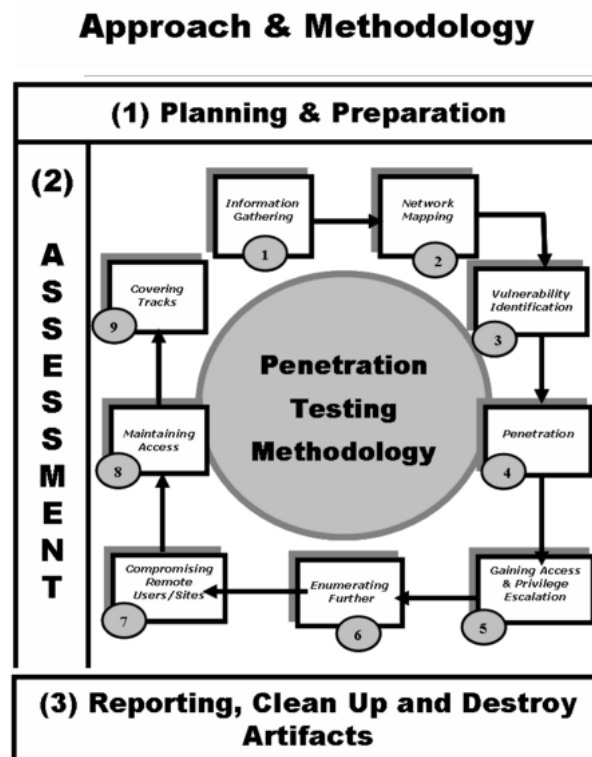 Approach & Methodology
(1) Planning & Preparation
(2)
A
S
S
E
S
S
M
E
N
T
Information
Gathering
1
Network
Mapping
2
Vulnerability
Identification
3
Penetration
4
Gaining Access
& Privilege
Escalation
5
Enumerating
Further
6
Compromising
Remote
Users/Sites
7
Maintaining
Access
8
Covering
Tracks
9
Penetration
Testing
Methodology
(3) Reporting, Clean Up and Destroy
Artifacts